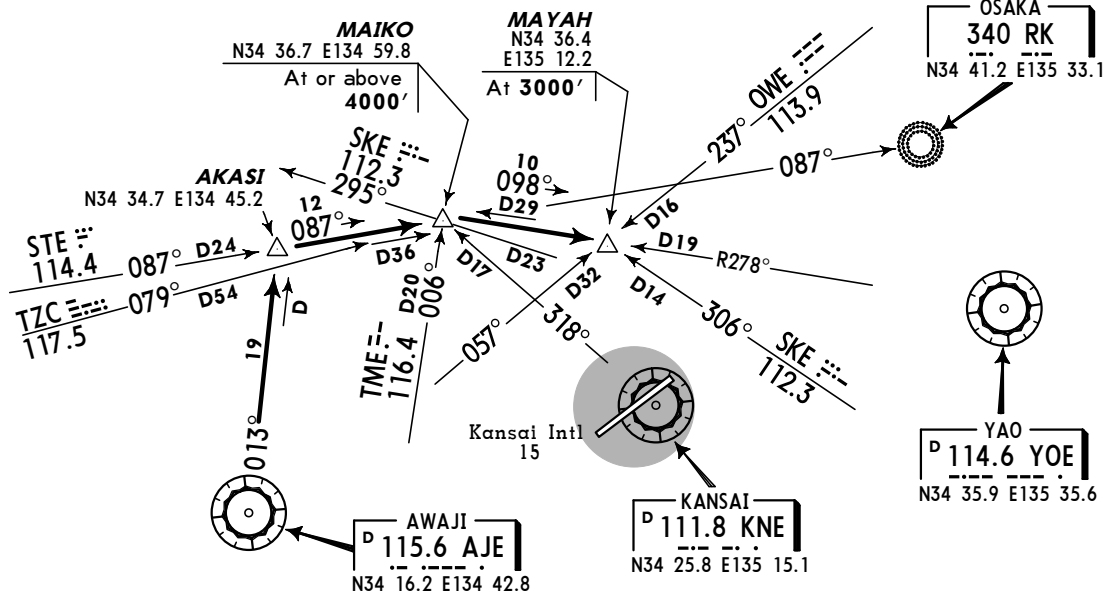 MAIKO
N34 36.7 E134 59.8
At or above
4000'
MAYAH
N34 36.4
E135 12.2
At 3000'
OSAKA
340 RK
N34 41.2 E135 33.1
237° OWE
113.9
087°
SKE
112.3
295°
10
098°
D29
AKASI
N34 34.7 E134 45.2
12
087°
STE
114.4
087°
D24
TZC
117.5
079°
D54
D36
D23
D17
D16
D19
R278°
D32
D14
D
19
013°
TME
116.4
D20
006°
057°
318°
306°
SKE
112.3
Kansai Intl
15
AWAJI
D 115.6 AJE
N34 16.2 E134 42.8
KANSAI
D 111.8 KNE
N34 25.8 E135 15.1
YAO
D 114.6 YOE
N34 35.9 E135 35.6